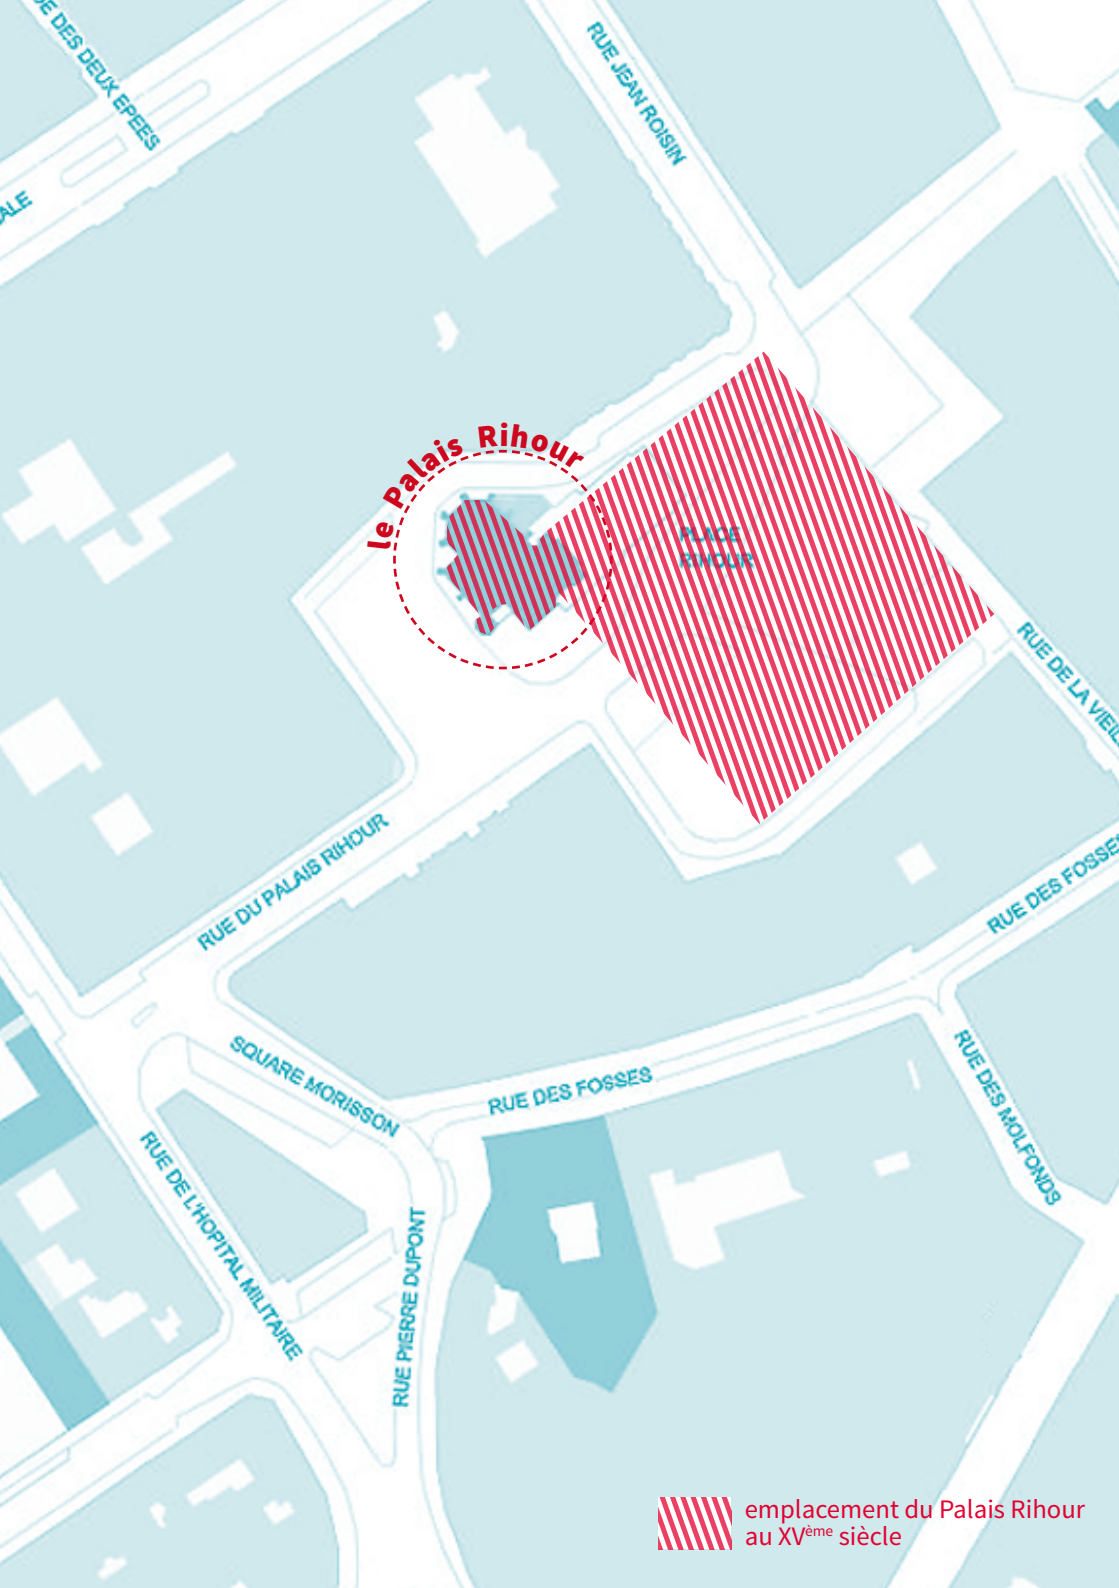 RUE JEAN ROISIN
DES DEUX EPEES
ALE
le Palais Rihour
PLACE
RIHOUR
RUE DE LA VIEIL
RUE DU PALAIS RIHOUR
RUE DES FOSSES
SQUARE MORISSON
RUE DES FOSSES
RUE DES MOLFONDS
RUE DE L'HOPITAL MILITAIRE
RUE PIERRE DUPONT
emplacement du Palais Rihour
au XVème siècle